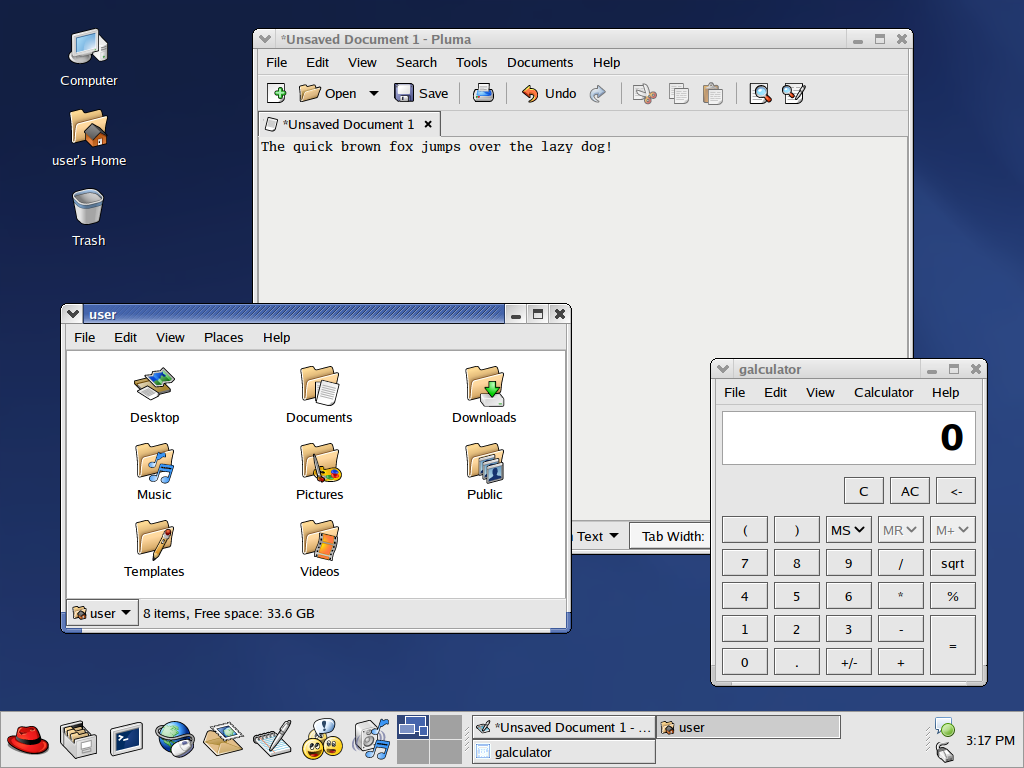 Computer
user's Home
Trash
*Unsaved Document 1 - Pluma
File Edit View Search Tools Documents Help
Open Save Undo
*Unsaved Document 1
The quick brown fox jumps over the lazy dog!
Text Tab Width:
user
File Edit View Places Help
Desktop Documents Downloads
Music Pictures Public
Templates Videos
user 8 items, Free space: 33.6 GB
galculator
File Edit View Calculator Help
0
C AC <-
( ) MS MR M+
7 8 9 / sqrt
4 5 6 * %
1 2 3 - =
0 . +/- +
*Unsaved Document 1 - ... user
galculator
3:17 PM